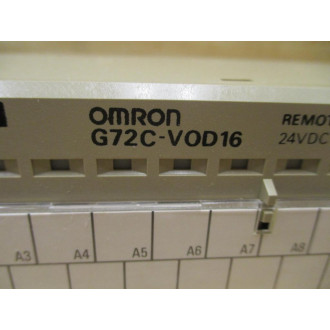 OMRON
G72C-VOD16
REMOT
24VDC
A3 A4 A5 A6 A7 A8